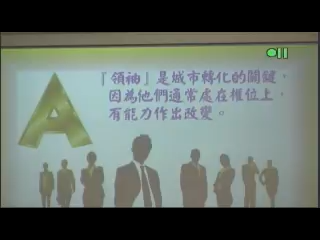 A
「領袖」是城市轉化的關鍵，
因為他們通常處在權位上，
有能力作出改變。